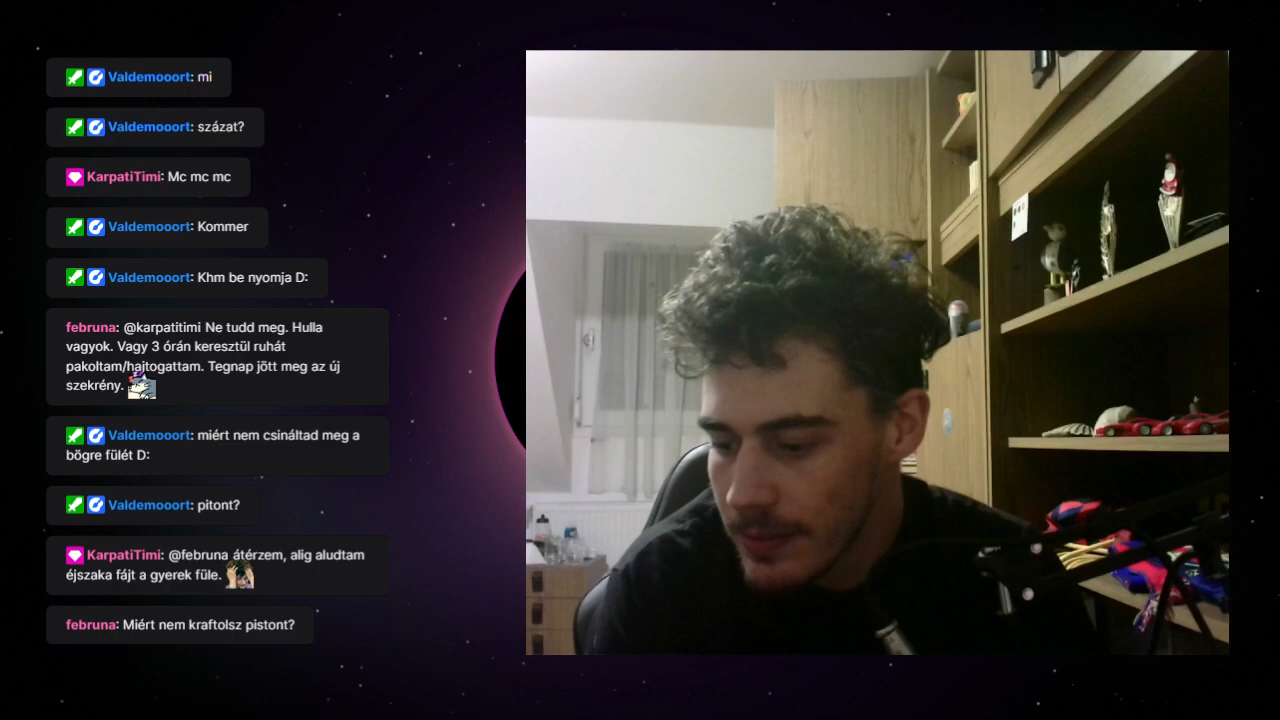 Valdemooort: mi
Valdemooort: százat?
KarpatiTimi: Mc mc mc
Valdemooort: Kommer
Valdemooort: Khm be nyomja D:
februna: @karpatitimi Ne tudd meg. Hulla
vagyok. Vagy 3 órán keresztül ruhát
pakoltam/hajtogattam. Tegnap jött meg az új
szekrény.
Valdemooort: miért nem csináltad meg a
bögre fülét D:
Valdemooort: pitont?
KarpatiTimi: @februna átérzem, alig aludtam
éjszaka fájt a gyerek füle.
februna: Miért nem kraftolsz pistont?